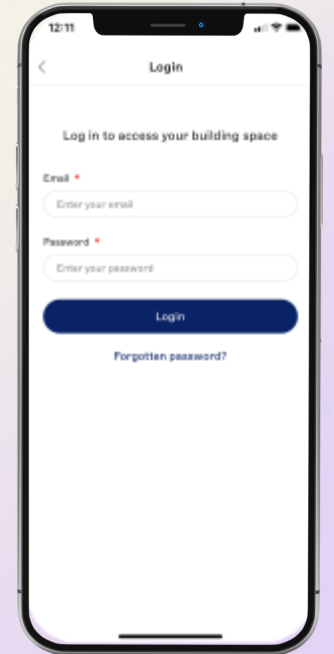 12:11
Login
Log in to access your building space
Email *
Enter your email
Password *
Enter your password
Login
Forgotten password?